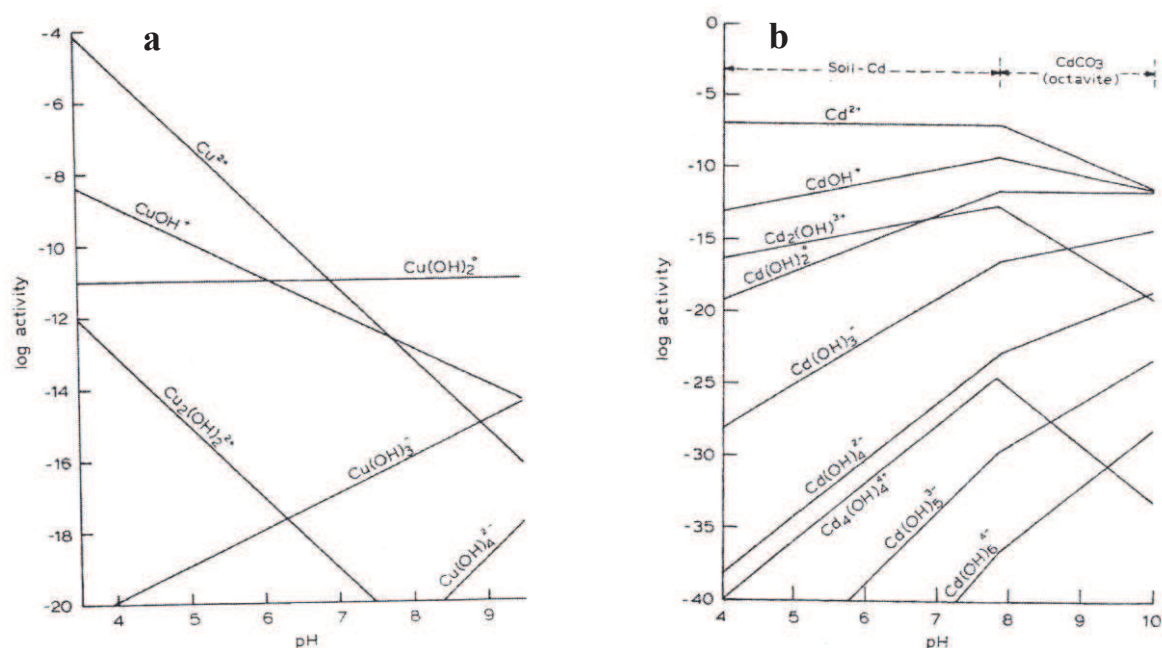 a
-4
-6
-8
-10
-12
-14
-16
-18
-20
log activity
4 5 6 7 8 9
pH
Cu²⁺
CuOH⁺
Cu(OH)₂°
Cu₂(OH)₂²⁺
Cu(OH)₃⁻
Cu(OH)₄²⁻
b
0
-5
-10
-15
-20
-25
-30
-35
-40
log activity
4 5 6 7 8 9 10
pH
Soil-Cd
CdCO₃
(octavite)
Cd²⁺
CdOH⁺
Cd₂(OH)³⁺
Cd(OH)₂°
Cd(OH)₃⁻
Cd(OH)₄²⁻
Cd₄(OH)₄⁴⁺
Cd(OH)₅³⁻
Cd(OH)₆⁴⁻